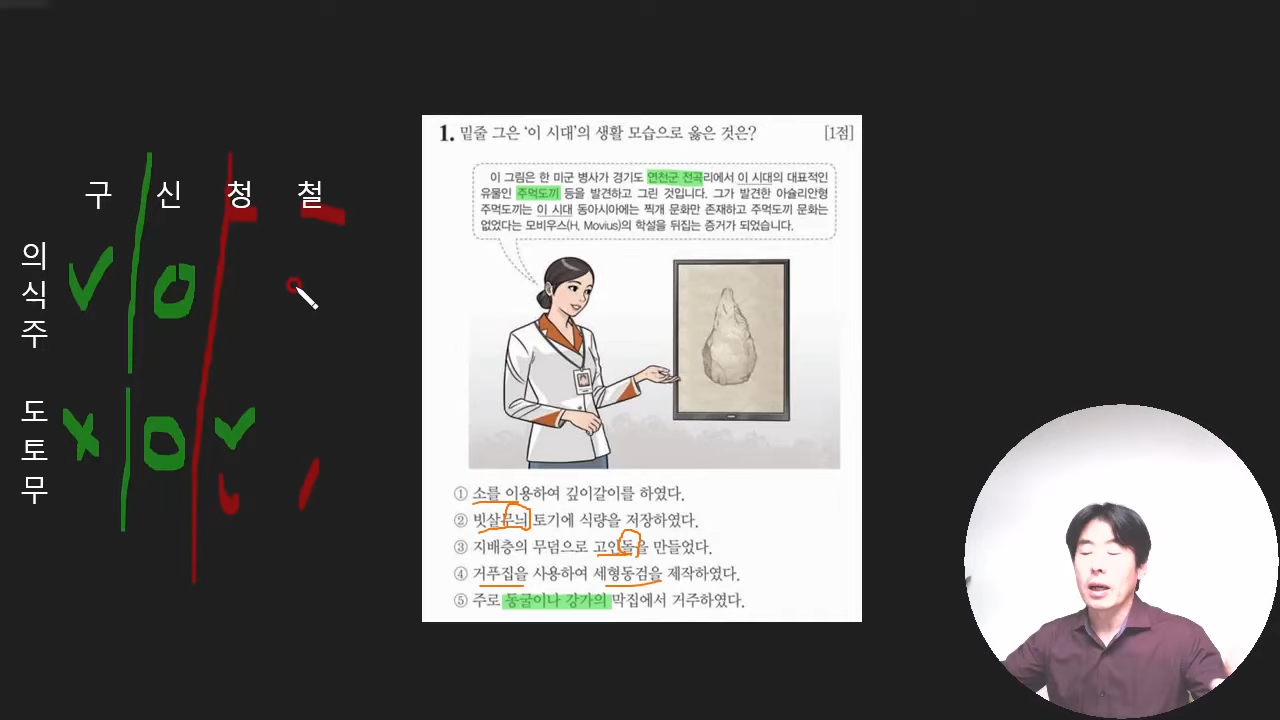 구 신 청 철
의
식
주
도
토
무
1. 밑줄 그은 '이 시대'의 생활 모습으로 옳은 것은? [1점]
이 그림은 한 미군 병사가 경기도 연천군 전곡리에서 이 시대의 대표적인
유물인 주먹도끼 등을 발견하고 그린 것입니다. 그가 발견한 아슐리안형
주먹도끼는 이 시대 동아시아에는 찍개 문화만 존재하고 주먹도끼 문화는
없었다는 모비우스(H. Movius)의 학설을 뒤집는 증거가 되었습니다.
① 소를 이용하여 깊이갈이를 하였다.
② 빗살무늬 토기에 식량을 저장하였다.
③ 지배층의 무덤으로 고인돌을 만들었다.
④ 거푸집을 사용하여 세형동검을 제작하였다.
⑤ 주로 동굴이나 강가의 막집에서 거주하였다.